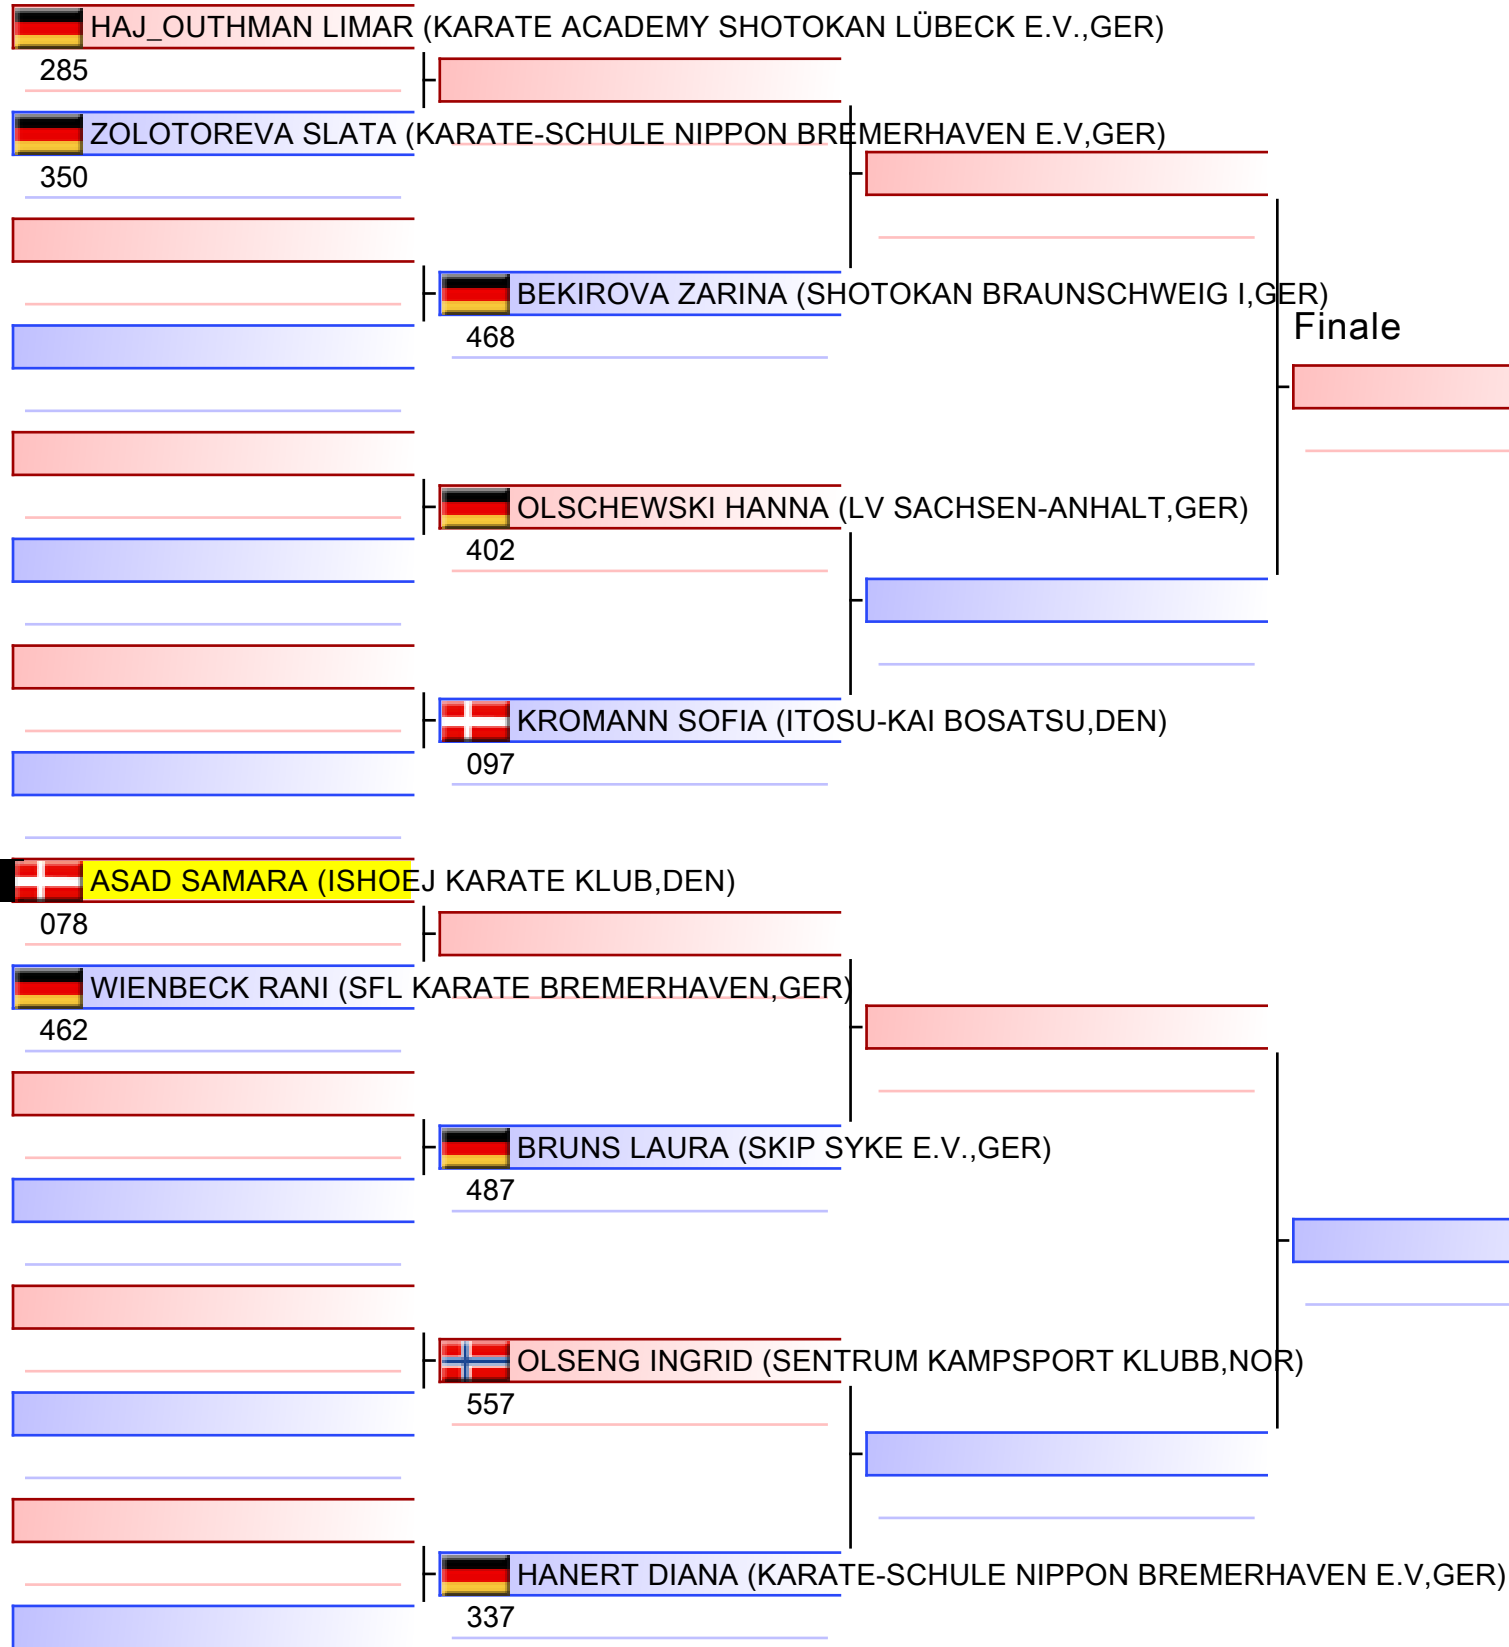 HAJ_OUTHMAN LIMAR (KARATE ACADEMY SHOTOKAN LÜBECK E.V.,GER)
285
ZOLOTOREVA SLATA (KARATE-SCHULE NIPPON BREMERHAVEN E.V,GER)
350
BEKIROVA ZARINA (SHOTOKAN BRAUNSCHWEIG I,GER)
468
Finale
OLSCHEWSKI HANNA (LV SACHSEN-ANHALT,GER)
402
KROMANN SOFIA (ITOSU-KAI BOSATSU,DEN)
097
ASAD SAMARA (ISHOEJ KARATE KLUB,DEN)
078
WIENBECK RANI (SFL KARATE BREMERHAVEN,GER)
462
BRUNS LAURA (SKIP SYKE E.V.,GER)
487
OLSENG INGRID (SENTRUM KAMPSPORT KLUBB,NOR)
557
HANERT DIANA (KARATE-SCHULE NIPPON BREMERHAVEN E.V,GER)
337